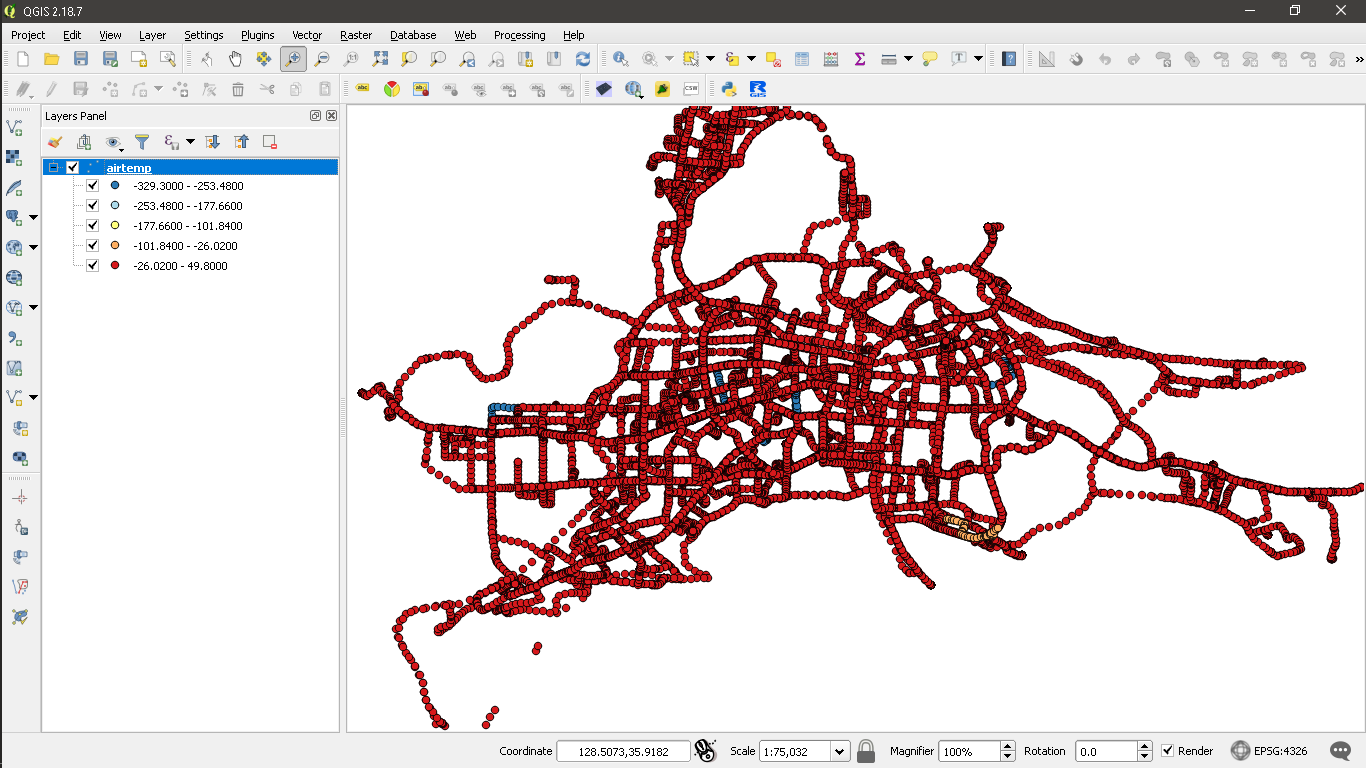 QGIS 2.18.7
Project Edit View Layer Settings Plugins Vector Raster Database Web Processing Help
Layers Panel
airtemp
-329.3000 - -253.4800
-253.4800 - -177.6600
-177.6600 - -101.8400
-101.8400 - -26.0200
-26.0200 - 49.8000
Coordinate 128.5073,35.9182 Scale 1:75,032 Magnifier 100% Rotation 0.0 Render EPSG:4326